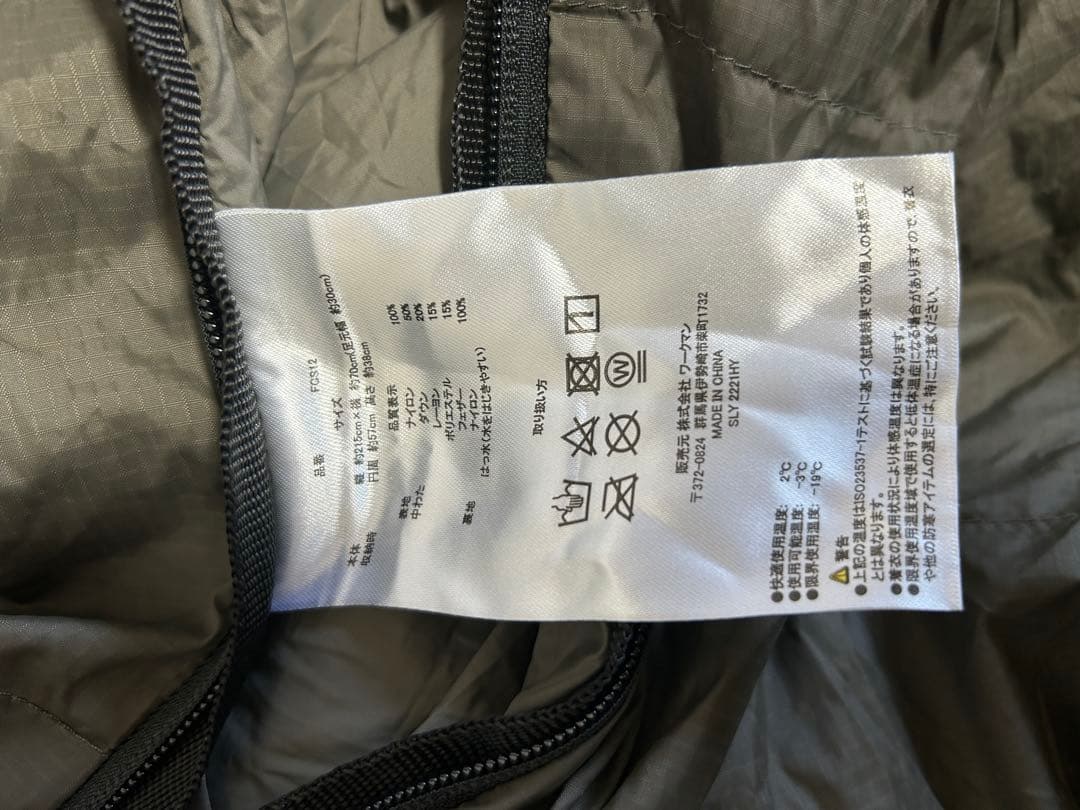 品番 FCS12
サイズ
本体 縦 約215cm×横 約70cm(足元幅 約30cm)
収納時 円周 約57cm 高さ 約38cm
品質表示
表地 ナイロン 100%
中わた ダウン 50%
レーヨン 20%
ポリエステル 15%
フェザー 15%
裏地 ナイロン 100%
はっ水(水をはじきやすい)
取り扱い方
W
販売元 株式会社 ワークマン
〒372-0824 群馬県伊勢崎市柴町1732
MADE IN CHINA
SLY 2221HY
●快適使用温度: 2℃
●使用可能温度: -3℃
●限界使用温度: -19℃
警告
●上記の温度はISO23537-1テストに基づく試験結果であり個人の体感温度
とは異なります。
●着衣の使用状況により体感温度は異なります。
●限界使用温度域で使用すると低体温症になる場合がありますので、着衣
や他の防寒アイテムの選定には、特にご注意ください。